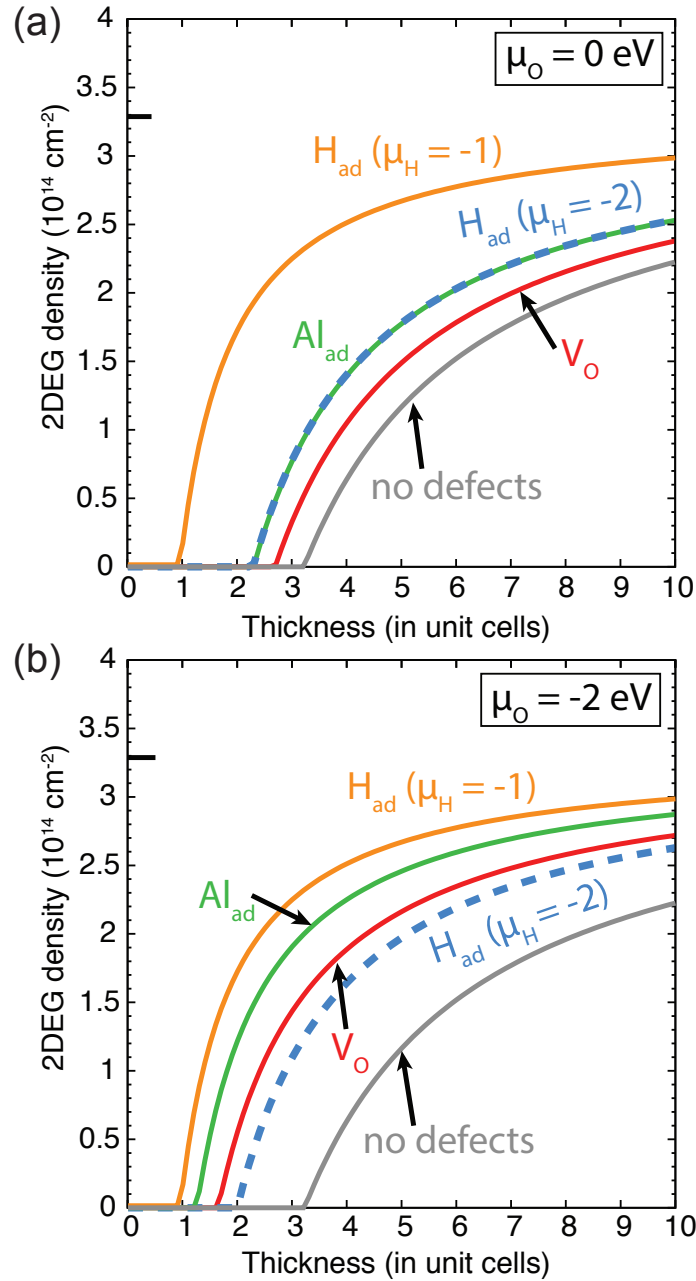 (a)
μO = 0 eV
4
3.5
3
2.5
2
1.5
1
0.5
0
2DEG density (10¹⁴ cm⁻²)
Had (μH = -1)
Had (μH = -2)
Alad
VO
no defects
0 1 2 3 4 5 6 7 8 9 10
Thickness (in unit cells)
(b)
μO = -2 eV
4
3.5
3
2.5
2
1.5
1
0.5
0
2DEG density (10¹⁴ cm⁻²)
Had (μH = -1)
Alad
Had (μH = -2)
VO
no defects
0 1 2 3 4 5 6 7 8 9 10
Thickness (in unit cells)